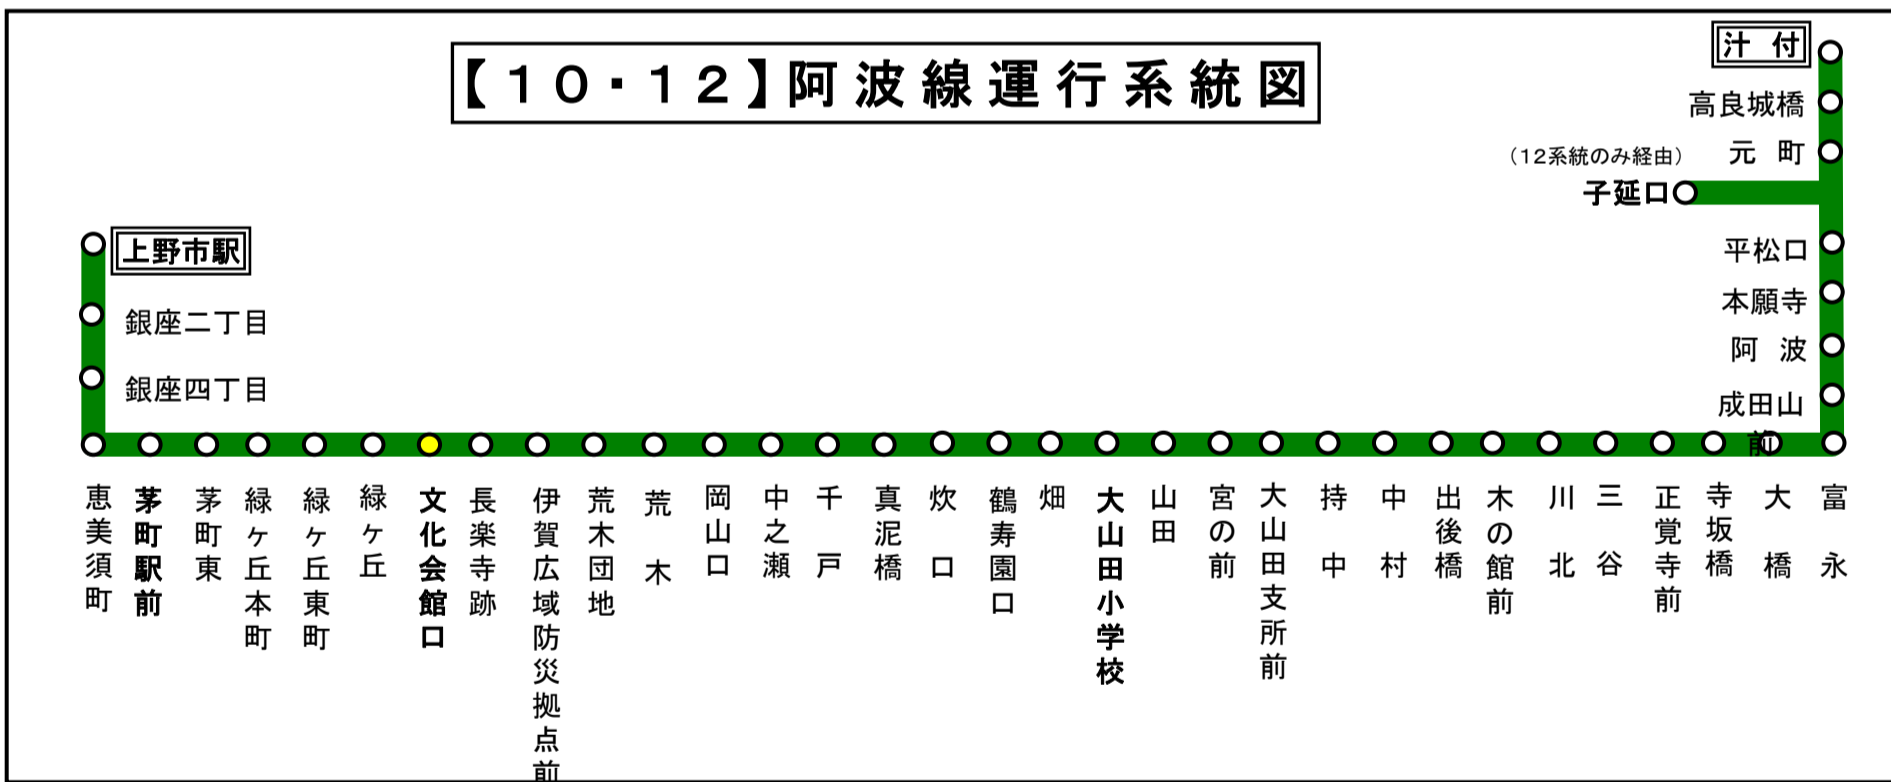 【10・12】阿波線運行系統図
汁付
高良城橋
元町
(12系統のみ経由)
子延口
平松口
本願寺
阿波
成田山
前
上野市駅
銀座二丁目
銀座四丁目
恵美須町
茅町駅前
茅町東
緑ヶ丘本町
緑ヶ丘東町
緑ヶ丘
文化会館口
長楽寺跡
伊賀広域防災拠点前
荒木団地
荒木
岡山口
中之瀬
千戸
真泥橋
炊口
鶴寿園口
畑
大山田小学校
山田
宮の前
大山田支所前
持中
中村
出後橋
木の館前
川北
三谷
正覚寺前
寺坂橋
大橋
富永